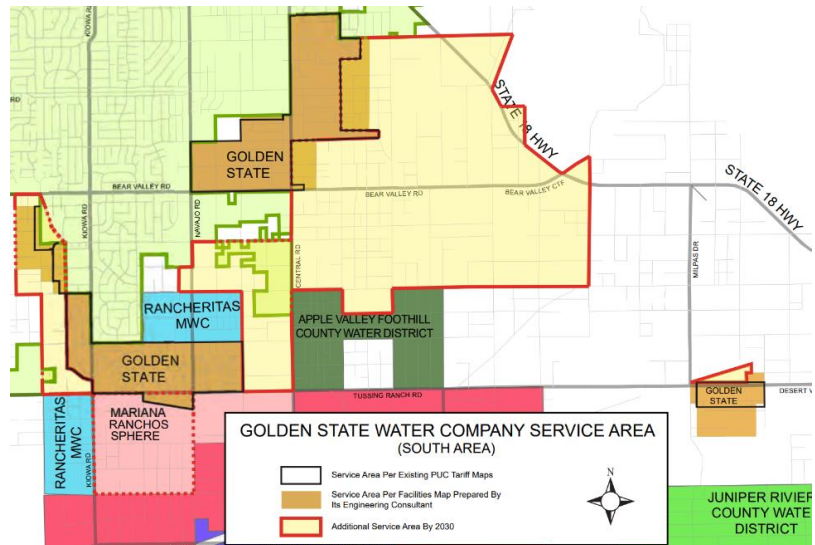 KIOWA RD
RD
STATE 18 HWY
GOLDEN
STATE
BEAR VALLEY RD
BEAR VALLEY RD
STATE 18 HWY
KIOWA RD
NAVAJO RD
CENTRAL RD
MILPAS DR
RANCHERITAS
MWC
APPLE VALLEY FOOTHILL
COUNTY WATER DISTRICT
GOLDEN
STATE
TUSSING RANCH RD
GOLDEN
STATE
DESERT V
RANCHERITAS
MWC
KIOWA RD
MARIANA
RANCHOS
SPHERE
GOLDEN STATE WATER COMPANY SERVICE AREA
(SOUTH AREA)
Service Area Per Existing PUC Tariff Maps
Service Area Per Facilities Map Prepared By
Its Engineering Consultant
Additional Service Area By 2030
N
JUNIPER RIVIER
COUNTY WATE
DISTRICT